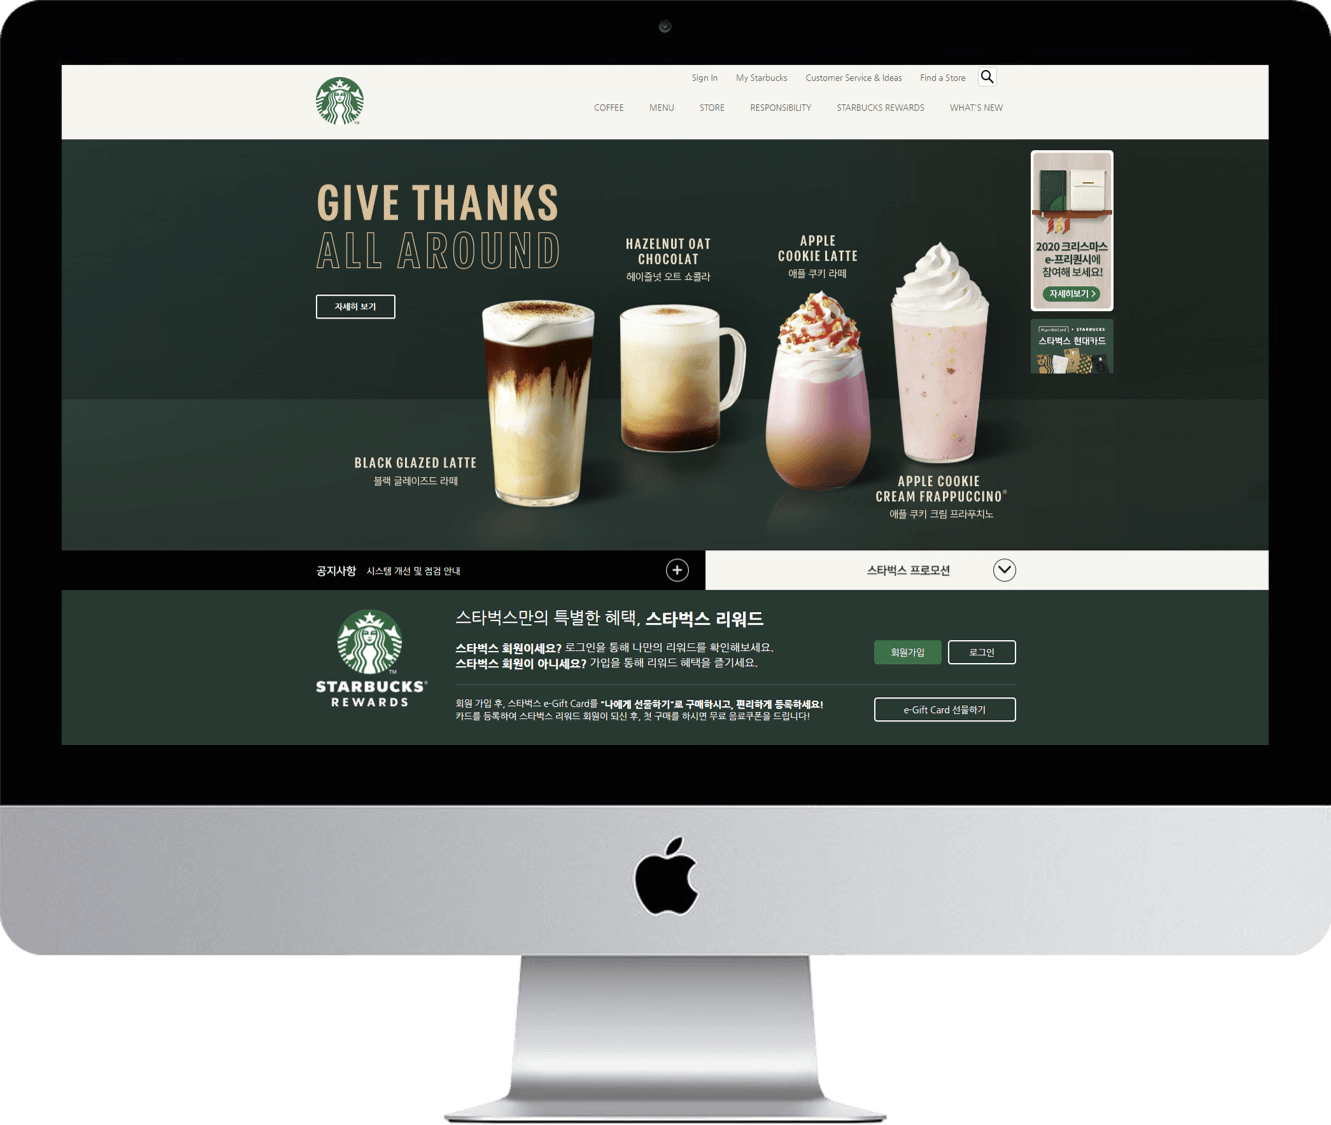 Sign In My Starbucks Customer Service & Ideas Find a Store
COFFEE MENU STORE RESPONSIBILITY STARBUCKS REWARDS WHAT'S NEW
GIVE THANKS
ALL AROUND
자세히 보기
HAZELNUT OAT
CHOCOLAT
헤이즐넛 오트 쇼콜라
APPLE
COOKIE LATTE
애플 쿠키 라떼
BLACK GLAZED LATTE
블랙 글레이즈드 라떼
APPLE COOKIE
CREAM FRAPPUCCINO®
애플 쿠키 크림 프라푸치노
2020 크리스마스
e-프리퀀시에
참여해 보세요!
자세히보기 >
HyundaiCard + STARBUCKS
스타벅스 현대카드
공지사항 시스템 개선 및 점검 안내
스타벅스 프로모션
TM
STARBUCKS®
REWARDS
스타벅스만의 특별한 혜택, 스타벅스 리워드
스타벅스 회원이세요? 로그인을 통해 나만의 리워드를 확인해보세요.
스타벅스 회원이 아니세요? 가입을 통해 리워드 혜택을 즐기세요.
회원가입 로그인
회원 가입 후, 스타벅스 e-Gift Card를 "나에게 선물하기"로 구매하시고, 편리하게 등록하세요!
카드를 등록하여 스타벅스 리워드 회원이 되신 후, 첫 구매를 하시면 무료 음료쿠폰을 드립니다!
e-Gift Card 선물하기